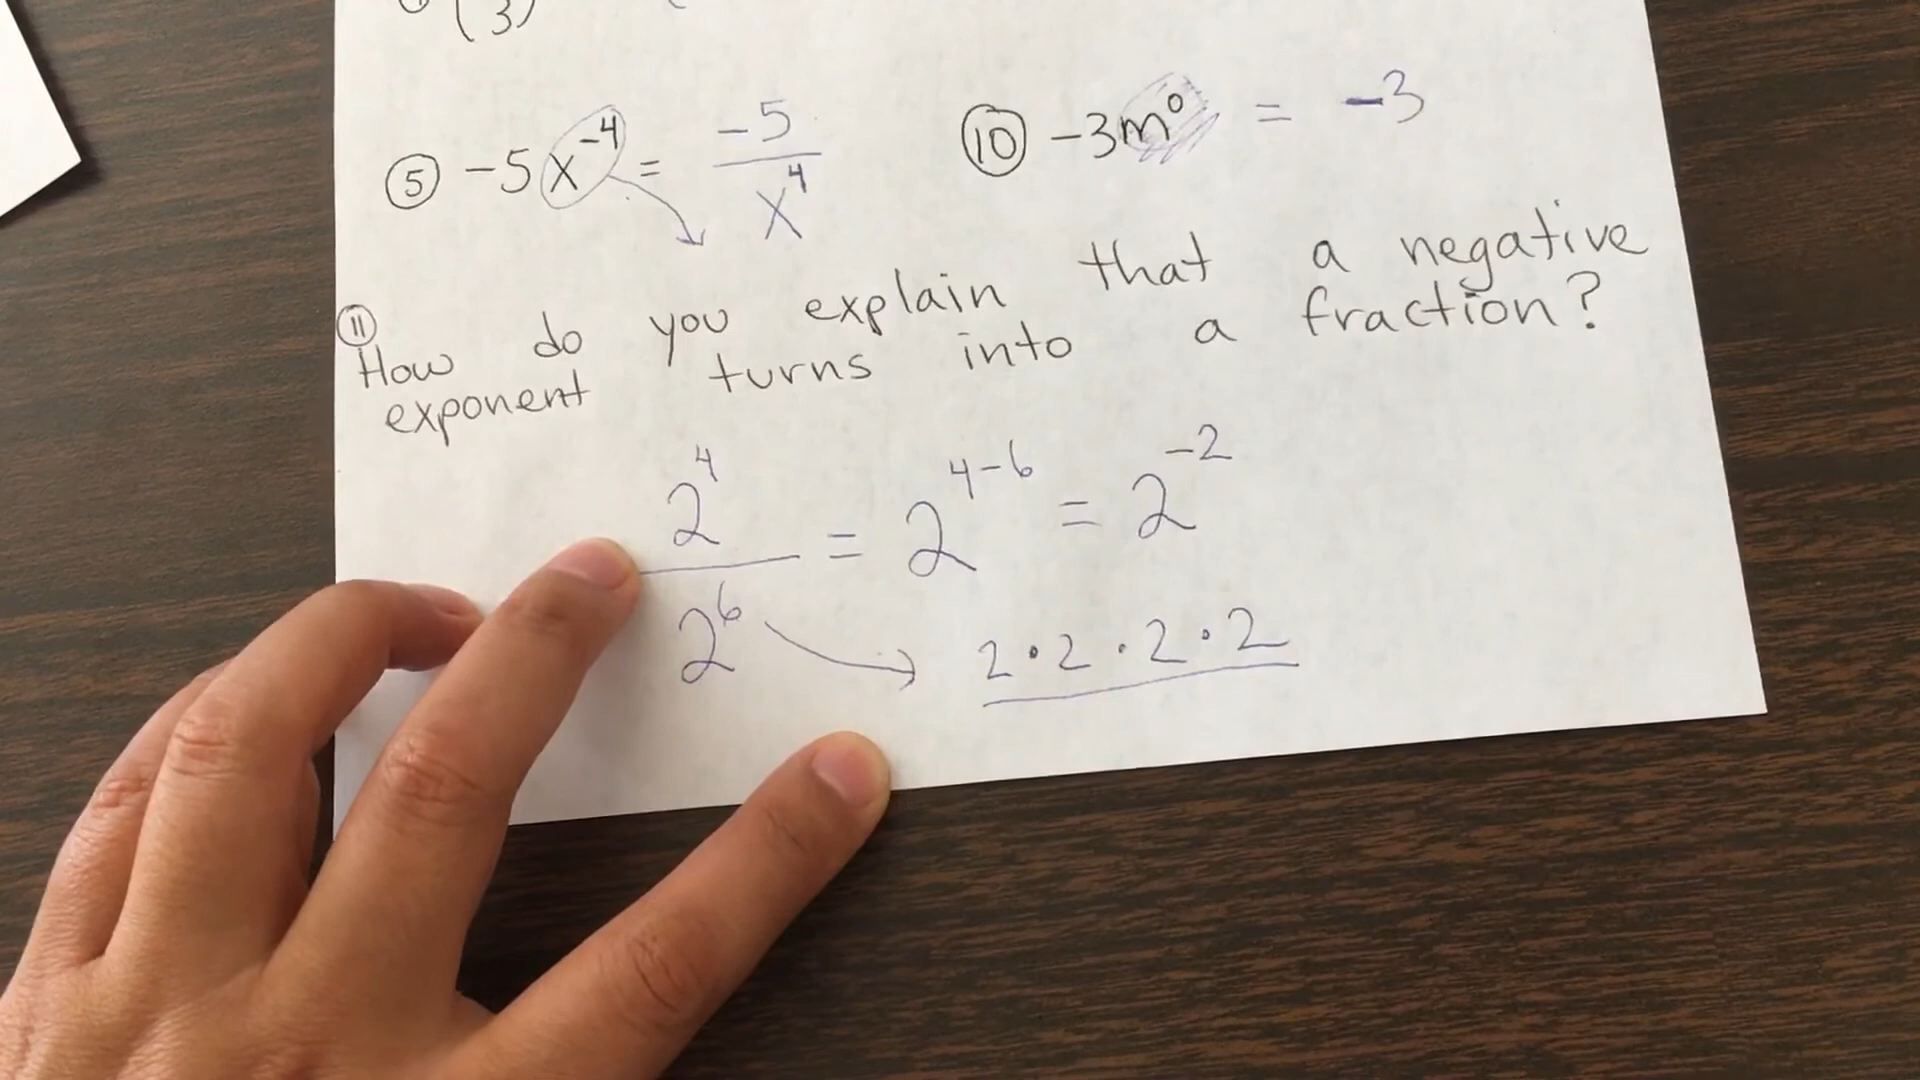 (3)
⑤ -5x⁻⁴ = -5/x⁴
⑩ -3m⁰ = -3
⑪ How do you explain that a negative
exponent turns into a fraction?
2⁴/2⁶ = 2⁴⁻⁶ = 2⁻²
2·2·2·2